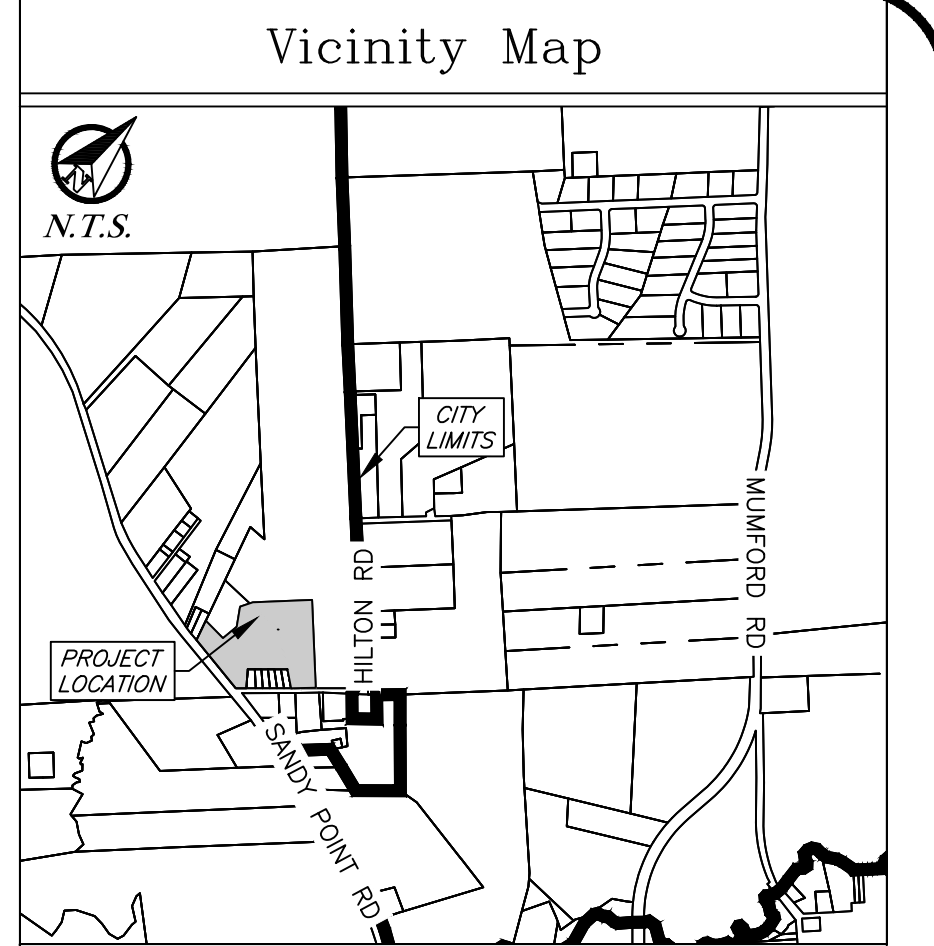 Vicinity Map
N
N.T.S.
CITY
LIMITS
MUMFORD RD
HILTON RD
PROJECT
LOCATION
SANDY POINT RD